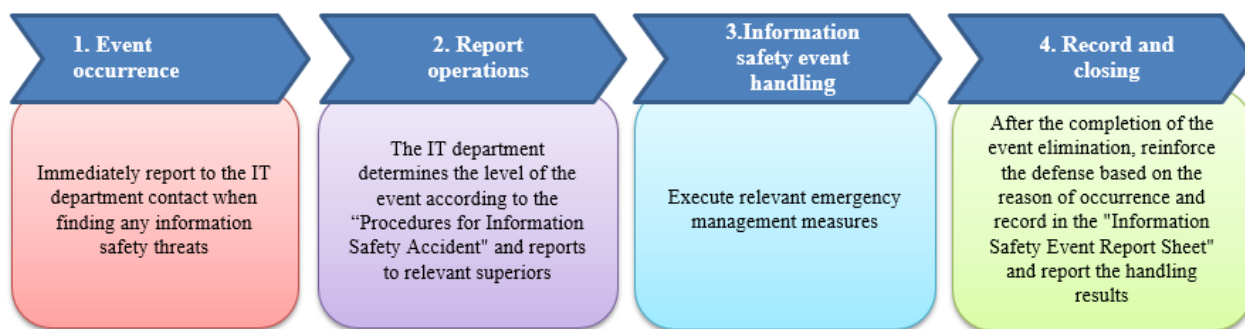 1. Event
occurrence
Immediately report to the IT
department contact when
finding any information
safety threats
2. Report
operations
The IT department
determines the level of the
event according to the
“Procedures for Information
Safety Accident" and reports
to relevant superiors
3.Information
safety event
handling
Execute relevant emergency
management measures
4. Record and
closing
After the completion of the
event elimination, reinforce
the defense based on the
reason of occurrence and
record in the "Information
Safety Event Report Sheet"
and report the handling
results